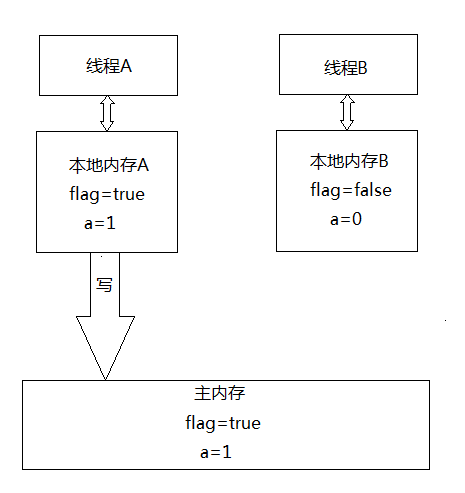 线程A
线程B
本地内存A
flag=true
a=1
本地内存B
flag=false
a=0
写
主内存
flag=true
a=1